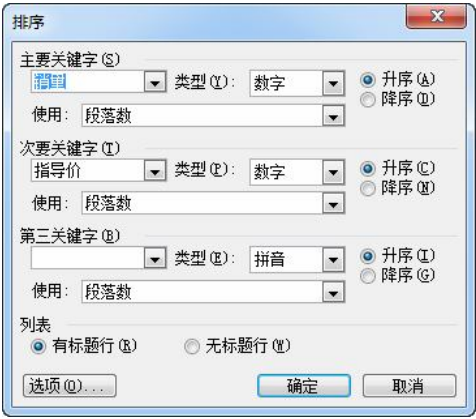 排序
主要关键字(S)
销量 类型(Y): 数字 升序(A)
降序(D)
使用: 段落数
次要关键字(T)
指导价 类型(P): 数字 升序(C)
降序(N)
使用: 段落数
第三关键字(B)
类型(E): 拼音 升序(I)
降序(G)
使用: 段落数
列表
有标题行(R) 无标题行(W)
选项(O)... 确定 取消